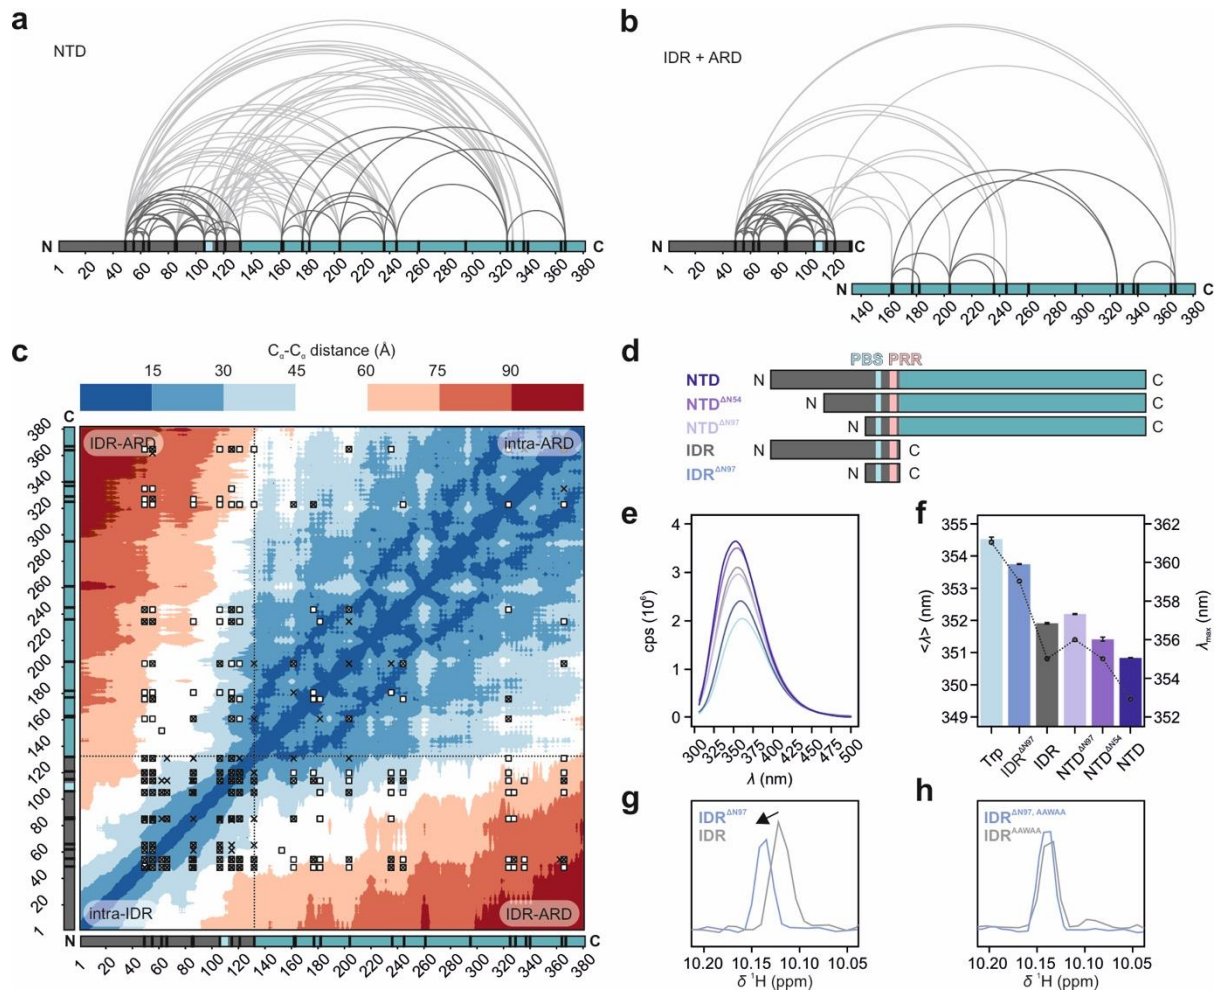 a
NTD
N
C
1
20
40
60
80
100
120
140
160
180
200
220
240
260
280
300
320
340
360
380
b
IDR + ARD
N
1
20
40
60
80
100
120
C
140
160
180
200
220
240
260
280
300
320
340
360
380
c
Cα-Cα distance (Å)
15 30 45 60 75 90
C
380
360
340
320
300
280
260
240
220
200
180
160
140
120
100
80
60
40
20
1
IDR-ARD
intra-ARD
intra-IDR
IDR-ARD
N
C
1
20
40
60
80
100
120
140
160
180
200
220
240
260
280
300
320
340
360
380
d
PBS PRR
NTD N C
NTDΔN54 N C
NTDΔN97 N C
IDR N C
IDRΔN97 N C
e
cps (10⁶)
4
3
2
1
0
300
325
350
375
400
425
450
475
500
λ (nm)
f
<λ> (nm)
355
354
353
352
351
350
349
362
360
358
356
354
352
λmax (nm)
Trp
IDRΔN97
IDR
NTDΔN97
NTDΔN54
NTD
g
IDRΔN97
IDR
10.20 10.15 10.10 10.05
δ ¹H (ppm)
h
IDRΔN97, AAWAA
IDRAAWAA
10.20 10.15 10.10 10.05
δ ¹H (ppm)